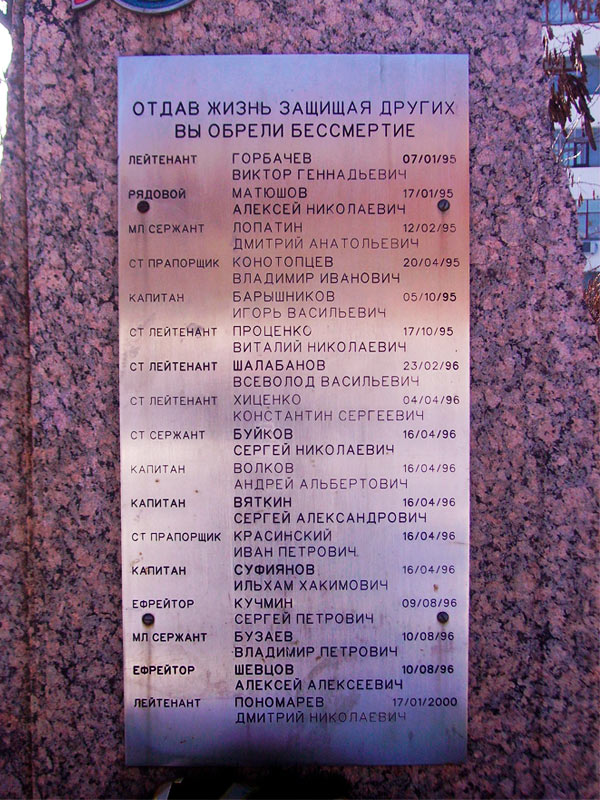 ОТДАВ ЖИЗНЬ ЗАЩИЩАЯ ДРУГИХ
ВЫ ОБРЕЛИ БЕССМЕРТИЕ
ЛЕЙТЕНАНТ ГОРБАЧЕВ 07/01/95
ВИКТОР ГЕННАДЬЕВИЧ
РЯДОВОЙ МАТЮШОВ 17/01/95
АЛЕКСЕЙ НИКОЛАЕВИЧ
МЛ СЕРЖАНТ ЛОПАТИН 12/02/95
ДМИТРИЙ АНАТОЛЬЕВИЧ
СТ ПРАПОРЩИК КОНОТОПЦЕВ 20/04/95
ВЛАДИМИР ИВАНОВИЧ
КАПИТАН БАРЫШНИКОВ 05/10/95
ИГОРЬ ВАСИЛЬЕВИЧ
СТ ЛЕЙТЕНАНТ ПРОЦЕНКО 17/10/95
ВИТАЛИЙ НИКОЛАЕВИЧ
СТ ЛЕЙТЕНАНТ ШАЛАБАНОВ 23/02/96
ВСЕВОЛОД ВАСИЛЬЕВИЧ
СТ ЛЕЙТЕНАНТ ХИЦЕНКО 04/04/96
КОНСТАНТИН СЕРГЕЕВИЧ
СТ СЕРЖАНТ БУЙКОВ 16/04/96
СЕРГЕЙ НИКОЛАЕВИЧ
КАПИТАН ВОЛКОВ 16/04/96
АНДРЕЙ АЛЬБЕРТОВИЧ
КАПИТАН ВЯТКИН 16/04/96
СЕРГЕЙ АЛЕКСАНДРОВИЧ
СТ ПРАПОРЩИК КРАСИНСКИЙ 16/04/96
ИВАН ПЕТРОВИЧ
КАПИТАН СУФИЯНОВ 16/04/96
ИЛЬХАМ ХАКИМОВИЧ
ЕФРЕЙТОР КУЧМИН 09/08/96
СЕРГЕЙ ПЕТРОВИЧ
МЛ СЕРЖАНТ БУЗАЕВ 10/08/96
ВЛАДИМИР ПЕТРОВИЧ
ЕФРЕЙТОР ШЕВЦОВ 10/08/96
АЛЕКСЕЙ АЛЕКСЕЕВИЧ
ЛЕЙТЕНАНТ ПОНОМАРЕВ 17/01/2000
ДМИТРИЙ НИКОЛАЕВИЧ